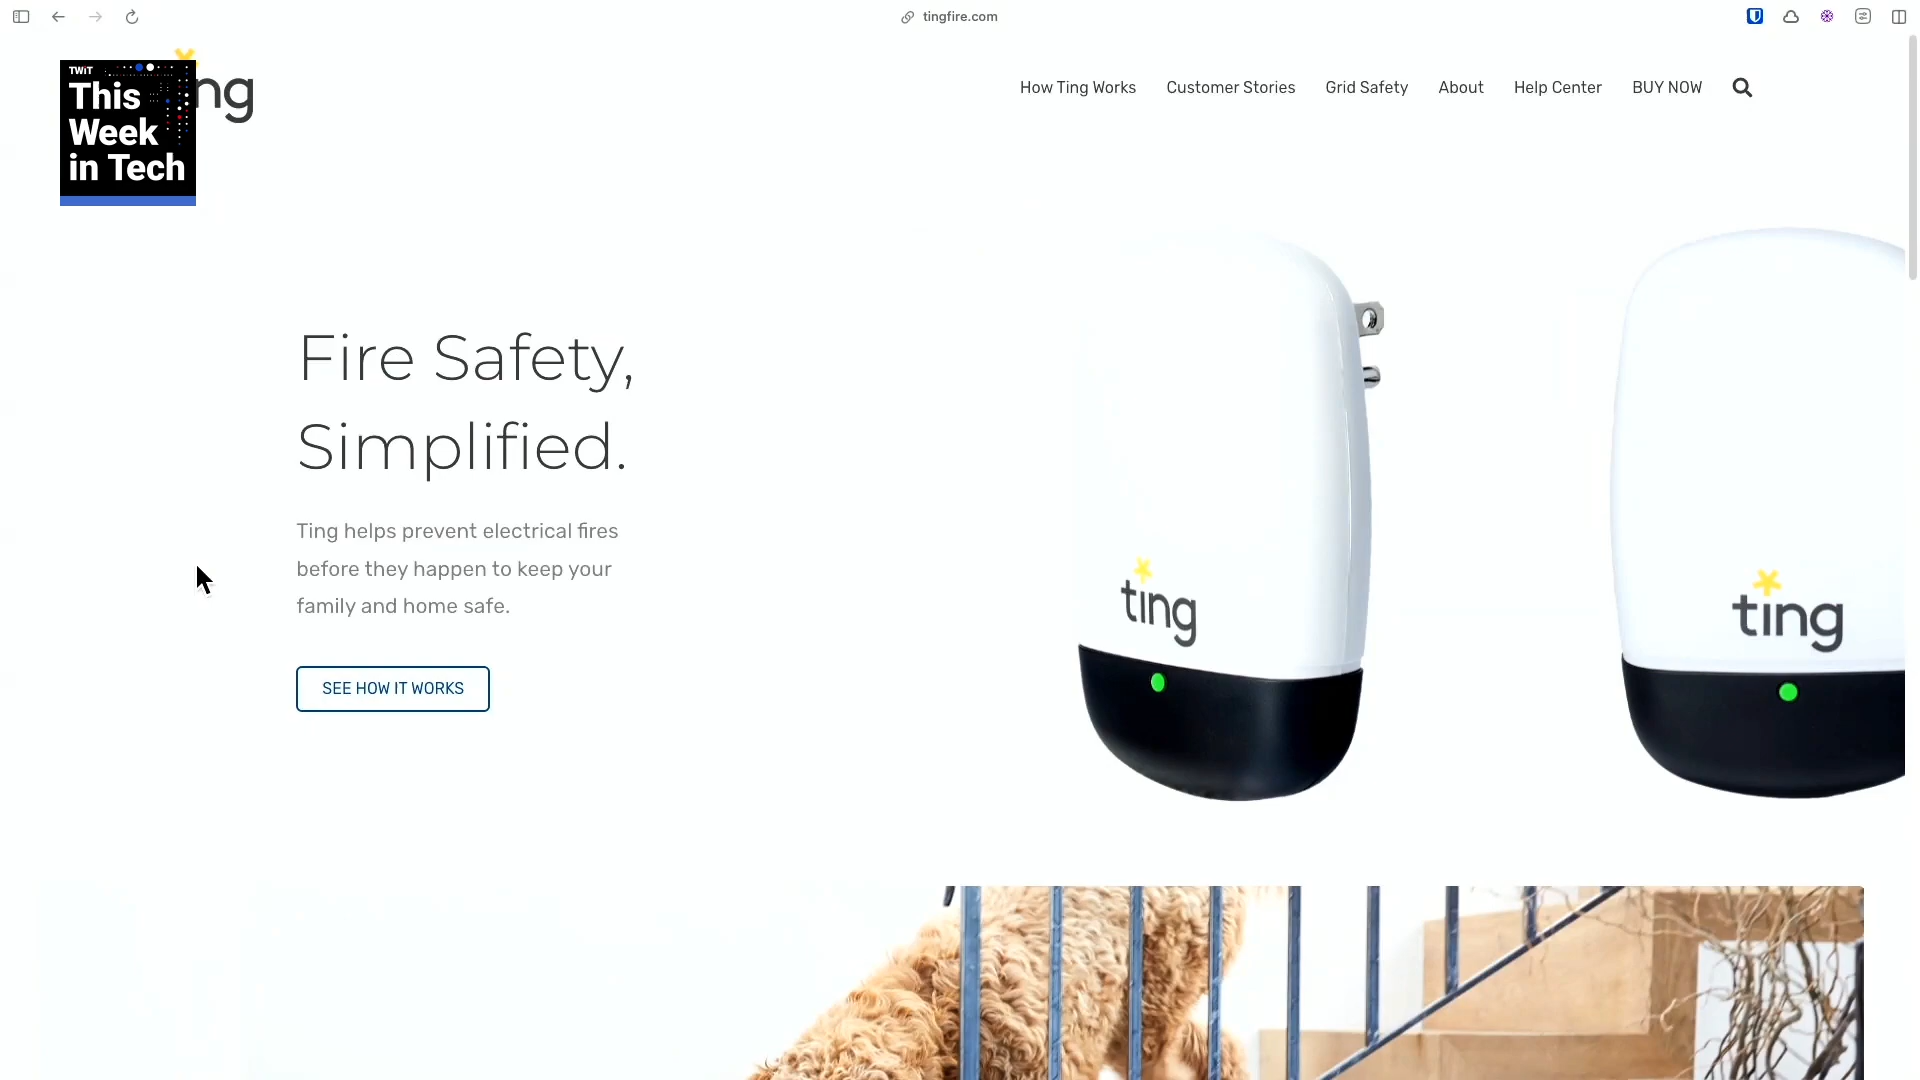 tingfire.com
TWiT
This
Week
in Tech
ng
How Ting Works
Customer Stories
Grid Safety
About
Help Center
BUY NOW
Fire Safety,
Simplified.
Ting helps prevent electrical fires
before they happen to keep your
family and home safe.
SEE HOW IT WORKS
ting
ting